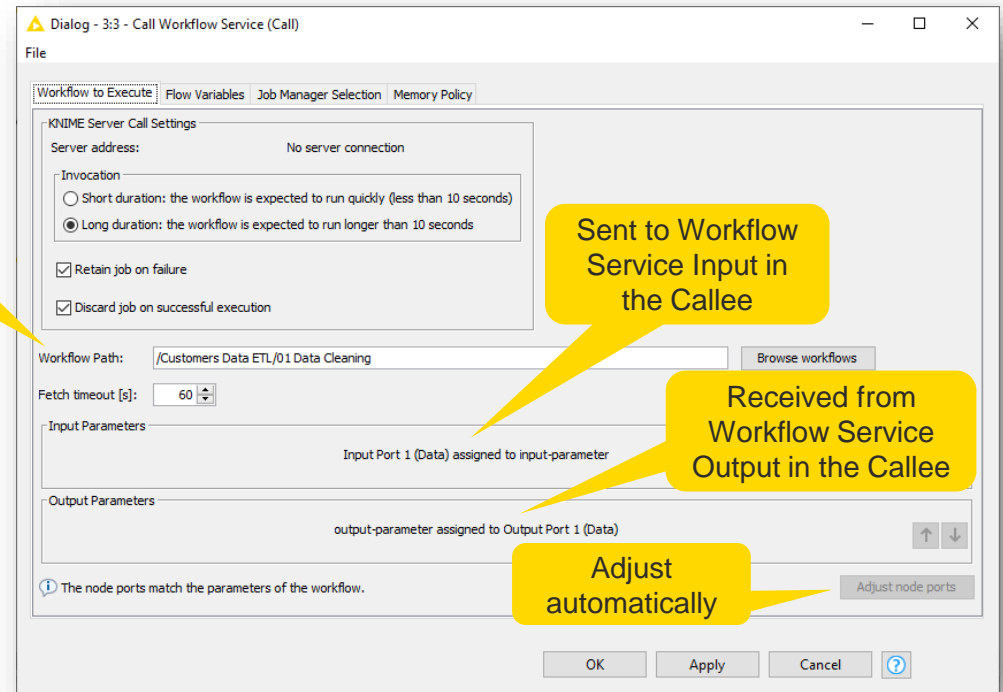 Dialog - 3:3 - Call Workflow Service (Call)
File
Workflow to Execute Flow Variables Job Manager Selection Memory Policy
KNIME Server Call Settings
Server address: No server connection
Invocation
Short duration: the workflow is expected to run quickly (less than 10 seconds)
Long duration: the workflow is expected to run longer than 10 seconds
Sent to Workflow
Service Input in
the Callee
Retain job on failure
Discard job on successful execution
Workflow Path: /Customers Data ETL/01 Data Cleaning Browse workflows
Fetch timeout [s]: 60
Received from
Workflow Service
Output in the Callee
Input Parameters
Input Port 1 (Data) assigned to input-parameter
Output Parameters
output-parameter assigned to Output Port 1 (Data)
Adjust
automatically
The node ports match the parameters of the workflow. Adjust node ports
OK Apply Cancel ?